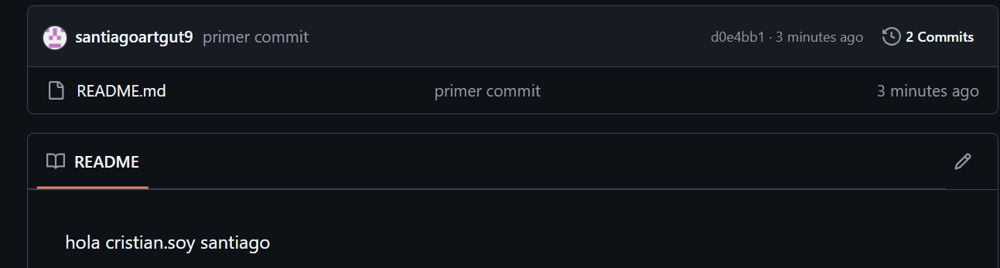 santiagoartgut9 primer commit d0e4bb1 · 3 minutes ago 2 Commits
README.md primer commit 3 minutes ago
README
hola cristian.soy santiago